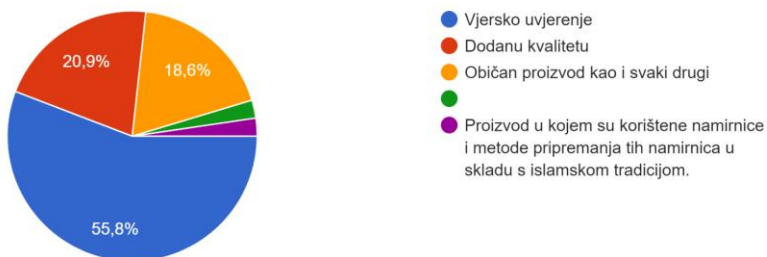 20,9%
18,6%
55,8%
Vjersko uvjerenje
Dodanu kvalitetu
Običan proizvod kao i svaki drugi
Proizvod u kojem su korištene namirnice
i metode pripremanja tih namirnica u
skladu s islamskom tradicijom.